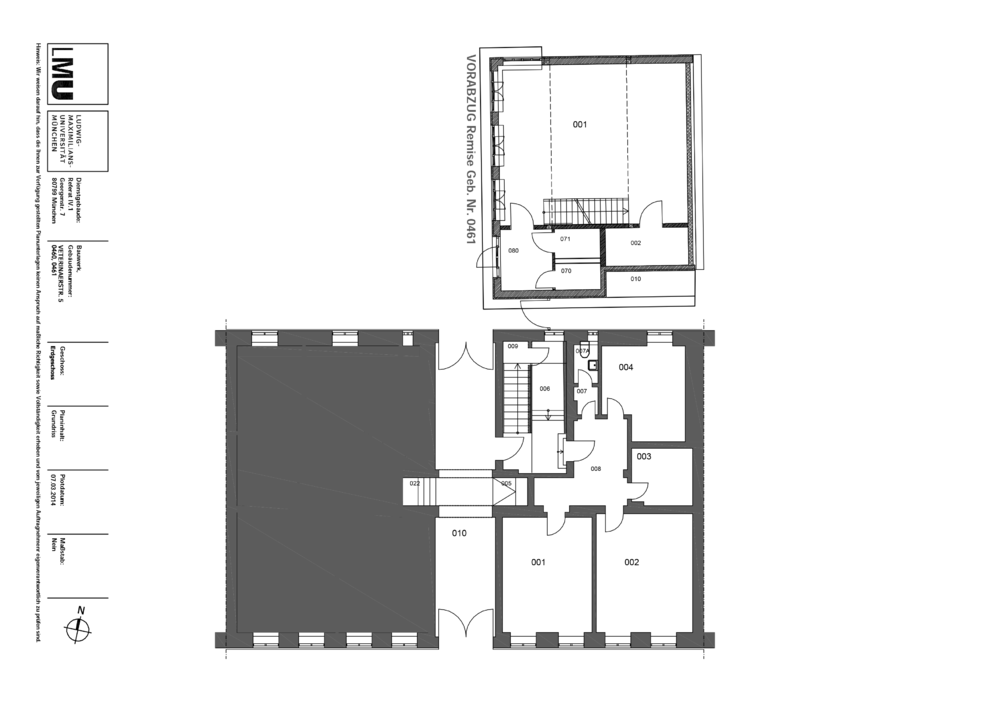 LMU
LUDWIG-
MAXIMILIANS-
UNIVERSITÄT
MÜNCHEN
Dienstgebäude:
Referat IV.1
Georgenstr. 7
80799 München
Bauwerk,
Gebäudenummer:
VETERINAERSTR. 5
0460, 0461
Geschoss:
Erdgeschoss
Planinhalt:
Grundriss
Plotdatum:
07.03.2014
Maßstab:
Nein
N
Hinweis: Wir weisen darauf hin, dass die Ihnen zur Verfügung gestellten Planunterlagen keinen Anspruch auf maßliche Richtigkeit sowie Vollständigkeit erheben und vom jeweiligen Auftragnehmer eigenverantwortlich zu prüfen sind.
VORABZUG Remise Geb. Nr. 0461
001
071
002
080
070
010
009
007A
004
006
007
003
008
022
005
010
001
002